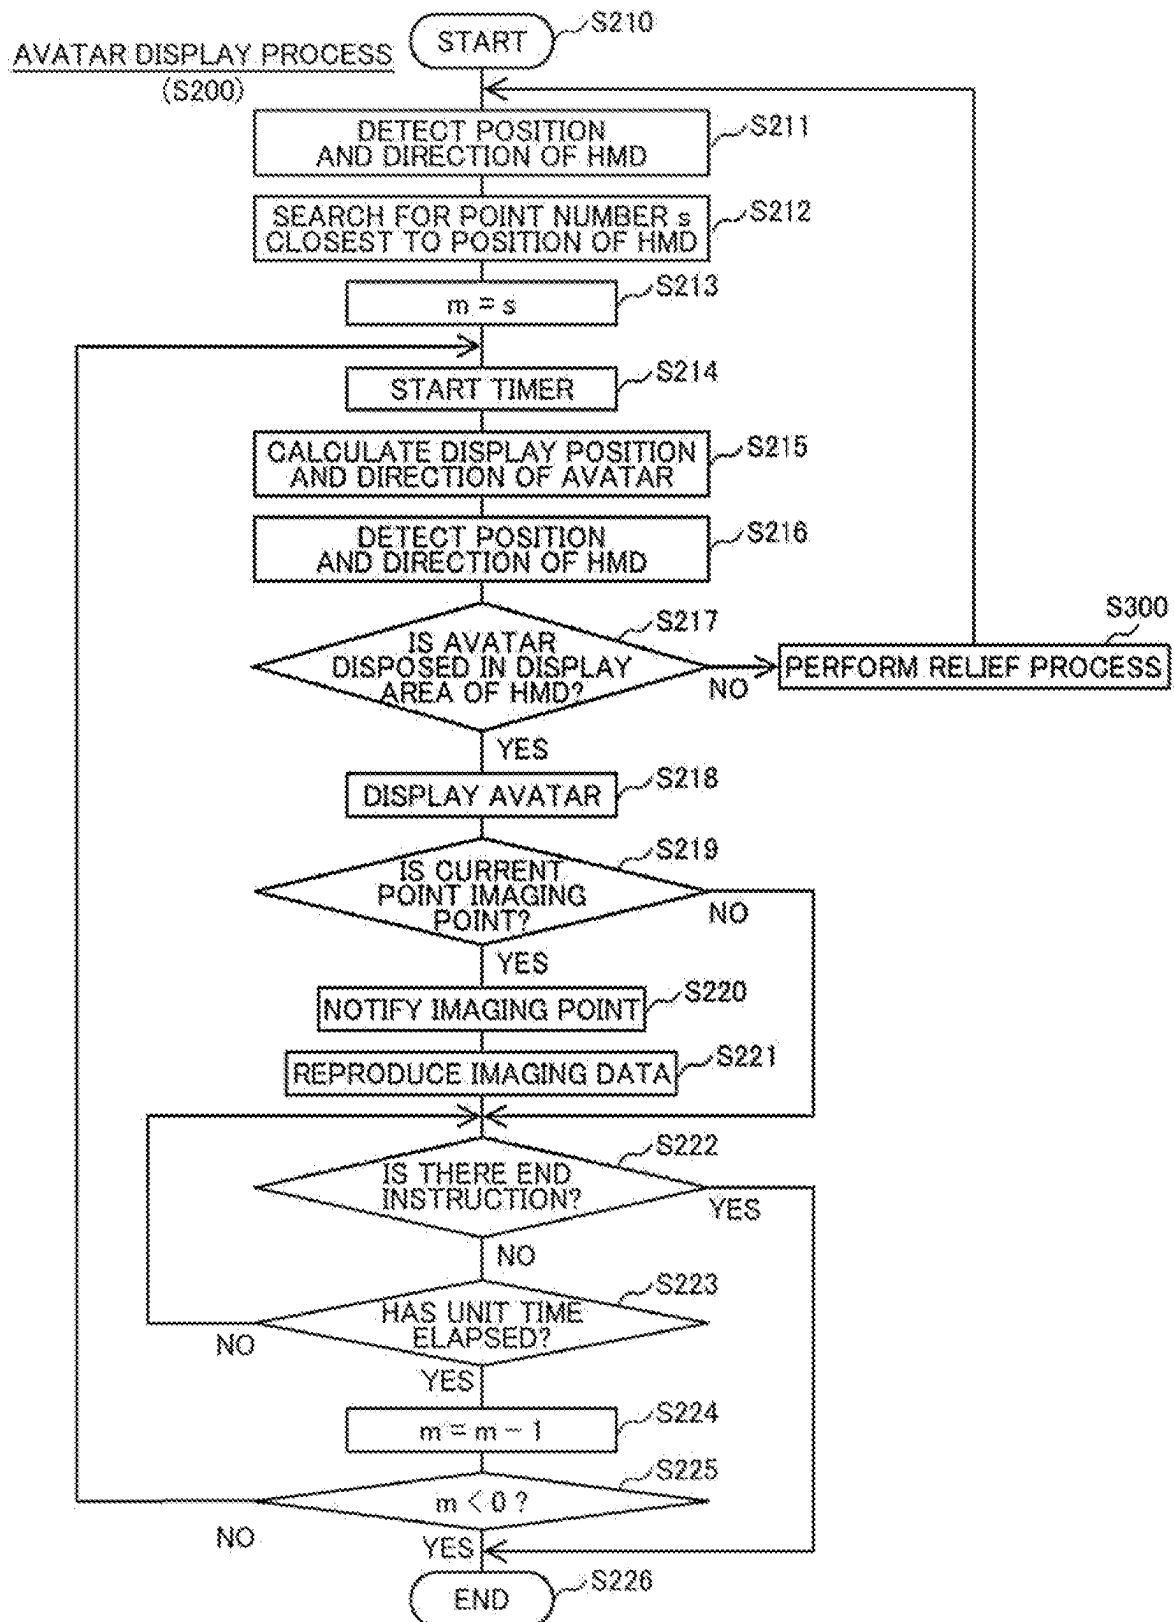 START
S210
AVATAR DISPLAY PROCESS
(S200)
DETECT POSITION
AND DIRECTION OF HMD
S211
SEARCH FOR POINT NUMBER s
CLOSEST TO POSITION OF HMD
S212
m = s
S213
START TIMER
S214
CALCULATE DISPLAY POSITION
AND DIRECTION OF AVATAR
S215
DETECT POSITION
AND DIRECTION OF HMD
S216
IS AVATAR
DISPOSED IN DISPLAY
AREA OF HMD?
S217
NO
S300
PERFORM RELIEF PROCESS
YES
DISPLAY AVATAR
S218
IS CURRENT
POINT IMAGING
POINT?
S219
NO
YES
NOTIFY IMAGING POINT
S220
REPRODUCE IMAGING DATA
S221
IS THERE END
INSTRUCTION?
S222
YES
NO
HAS UNIT TIME
ELAPSED?
S223
NO
YES
m = m - 1
S224
m < 0 ?
S225
NO
YES
END
S226